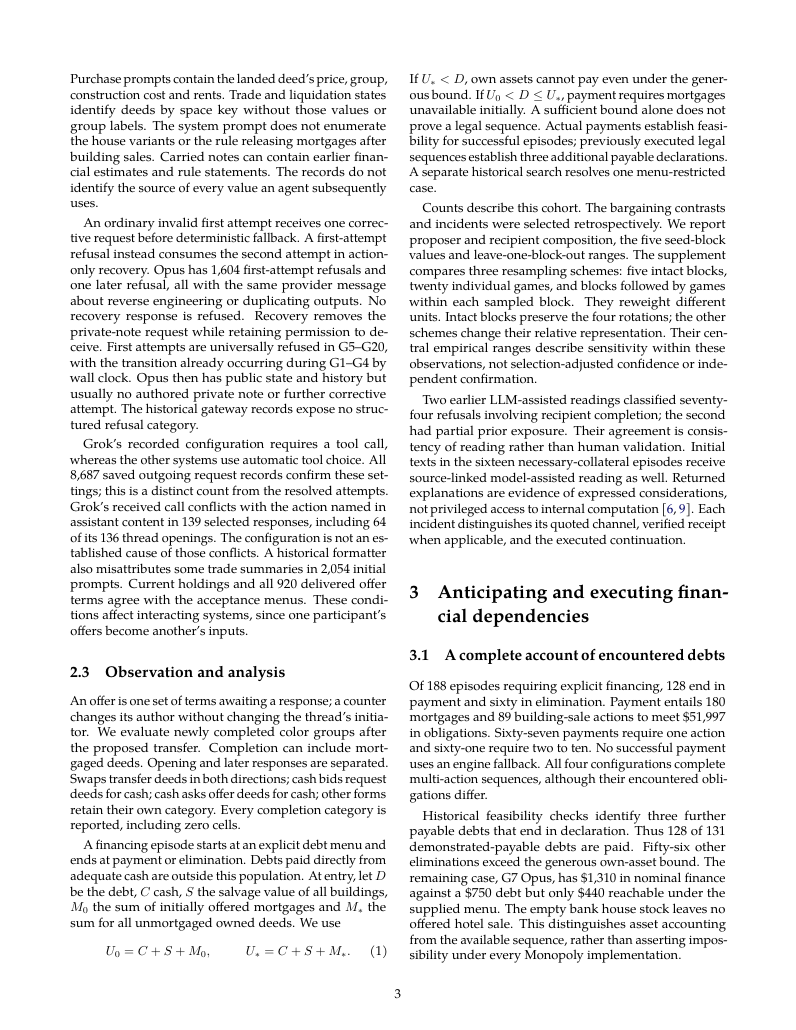 Purchase prompts contain the landed deed's price, group,
construction cost and rents. Trade and liquidation states
identify deeds by space key without those values or
group labels. The system prompt does not enumerate
the house variants or the rule releasing mortgages after
building sales. Carried notes can contain earlier finan-
cial estimates and rule statements. The records do not
identify the source of every value an agent subsequently
uses.
An ordinary invalid first attempt receives one correc-
tive request before deterministic fallback. A first-attempt
refusal instead consumes the second attempt in action-
only recovery. Opus has 1,604 first-attempt refusals and
one later refusal, all with the same provider message
about reverse engineering or duplicating outputs. No
recovery response is refused. Recovery removes the
private-note request while retaining permission to de-
ceive. First attempts are universally refused in G5–G20,
with the transition already occurring during G1–G4 by
wall clock. Opus then has public state and history but
usually no authored private note or further corrective
attempt. The historical gateway records expose no struc-
tured refusal category.
Grok's recorded configuration requires a tool call,
whereas the other systems use automatic tool choice. All
8,687 saved outgoing request records confirm these set-
tings; this is a distinct count from the resolved attempts.
Grok's received call conflicts with the action named in
assistant content in 139 selected responses, including 64
of its 136 thread openings. The configuration is not an es-
tablished cause of those conflicts. A historical formatter
also misattributes some trade summaries in 2,054 initial
prompts. Current holdings and all 920 delivered offer
terms agree with the acceptance menus. These condi-
tions affect interacting systems, since one participant's
offers become another's inputs.
2.3 Observation and analysis
An offer is one set of terms awaiting a response; a counter
changes its author without changing the thread's initia-
tor. We evaluate newly completed color groups after
the proposed transfer. Completion can include mort-
gaged deeds. Opening and later responses are separated.
Swaps transfer deeds in both directions; cash bids request
deeds for cash; cash asks offer deeds for cash; other forms
retain their own category. Every completion category is
reported, including zero cells.
A financing episode starts at an explicit debt menu and
ends at payment or elimination. Debts paid directly from
adequate cash are outside this population. At entry, let D
be the debt, C cash, S the salvage value of all buildings,
M₀ the sum of initially offered mortgages and M∗ the
sum for all unmortgaged owned deeds. We use
U₀ = C + S + M₀, U∗ = C + S + M∗. (1)
If U∗ < D, own assets cannot pay even under the gener-
ous bound. If U₀ < D ≤ U∗, payment requires mortgages
unavailable initially. A sufficient bound alone does not
prove a legal sequence. Actual payments establish feasi-
bility for successful episodes; previously executed legal
sequences establish three additional payable declarations.
A separate historical search resolves one menu-restricted
case.
Counts describe this cohort. The bargaining contrasts
and incidents were selected retrospectively. We report
proposer and recipient composition, the five seed-block
values and leave-one-block-out ranges. The supplement
compares three resampling schemes: five intact blocks,
twenty individual games, and blocks followed by games
within each sampled block. They reweight different
units. Intact blocks preserve the four rotations; the other
schemes change their relative representation. Their cen-
tral empirical ranges describe sensitivity within these
observations, not selection-adjusted confidence or inde-
pendent confirmation.
Two earlier LLM-assisted readings classified seventy-
four refusals involving recipient completion; the second
had partial prior exposure. Their agreement is consis-
tency of reading rather than human validation. Initial
texts in the sixteen necessary-collateral episodes receive
source-linked model-assisted reading as well. Returned
explanations are evidence of expressed considerations,
not privileged access to internal computation [6, 9]. Each
incident distinguishes its quoted channel, verified receipt
when applicable, and the executed continuation.
3 Anticipating and executing finan-
cial dependencies
3.1 A complete account of encountered debts
Of 188 episodes requiring explicit financing, 128 end in
payment and sixty in elimination. Payment entails 180
mortgages and 89 building-sale actions to meet $51,997
in obligations. Sixty-seven payments require one action
and sixty-one require two to ten. No successful payment
uses an engine fallback. All four configurations complete
multi-action sequences, although their encountered obli-
gations differ.
Historical feasibility checks identify three further
payable debts that end in declaration. Thus 128 of 131
demonstrated-payable debts are paid. Fifty-six other
eliminations exceed the generous own-asset bound. The
remaining case, G7 Opus, has $1,310 in nominal finance
against a $750 debt but only $440 reachable under the
supplied menu. The empty bank house stock leaves no
offered hotel sale. This distinguishes asset accounting
from the available sequence, rather than asserting impos-
sibility under every Monopoly implementation.
3